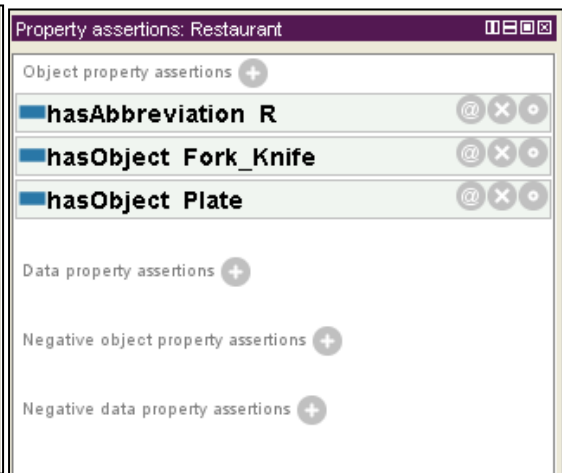 Property assertions: Restaurant
Object property assertions
hasAbbreviation R
hasObject Fork_Knife
hasObject Plate
Data property assertions
Negative object property assertions
Negative data property assertions